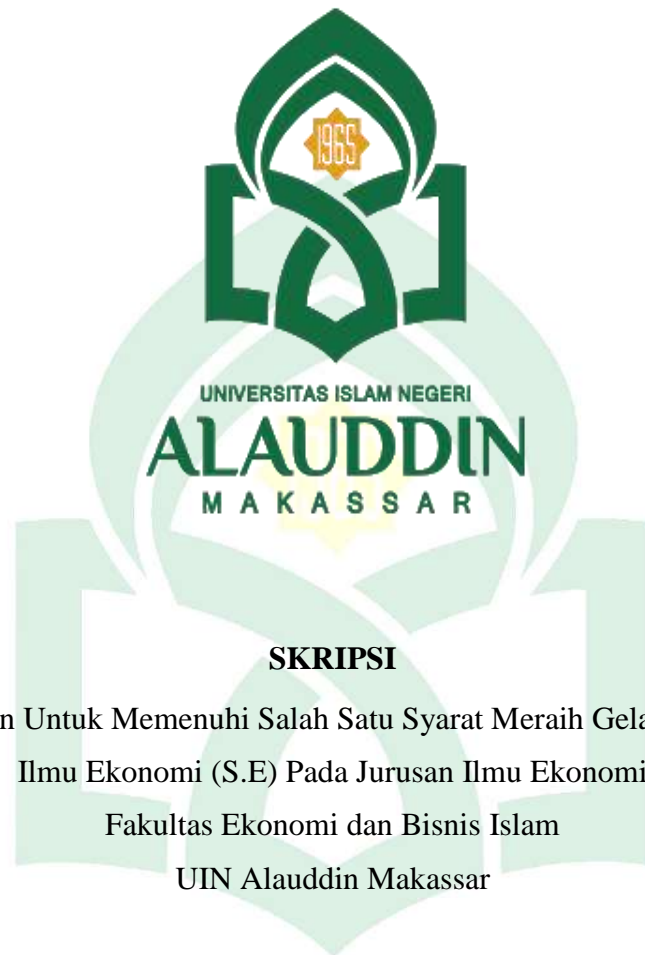 1965
UNIVERSITAS ISLAM NEGERI
ALAUDDIN
MAKASSAR
SKRIPSI
n Untuk Memenuhi Salah Satu Syarat Meraih Gela
Ilmu Ekonomi (S.E) Pada Jurusan Ilmu Ekonomi
Fakultas Ekonomi dan Bisnis Islam
UIN Alauddin Makassar